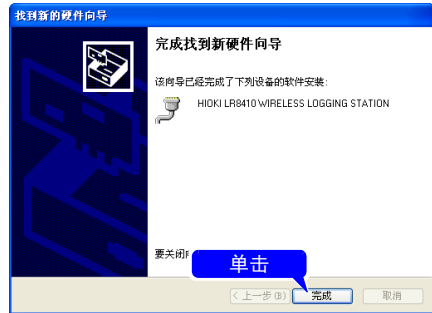 找到新的硬件向导
完成找到新硬件向导
该向导已经完成了下列设备的软件安装:
HIOKI LR8410 WIRELESS LOGGING STATION
要关闭
单击
< 上一步(B)
完成
取消